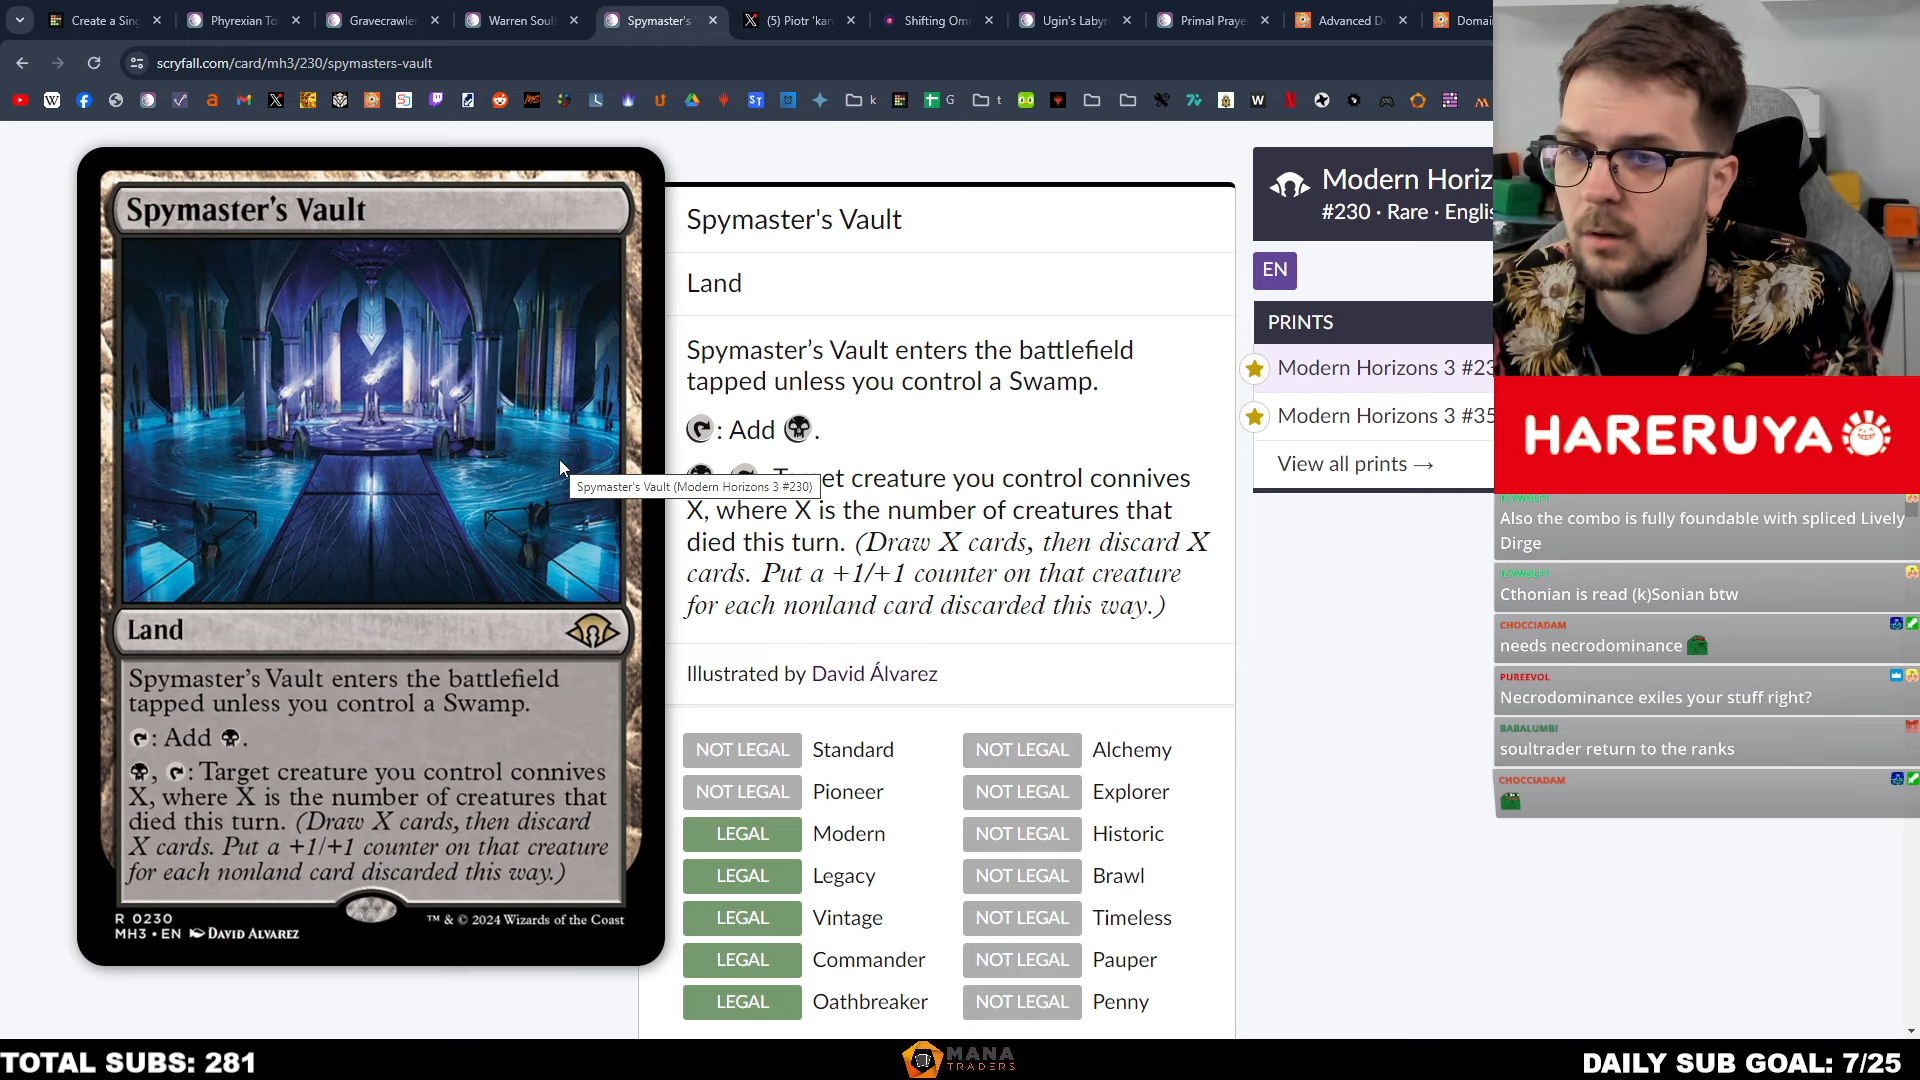 Create a Sin
Phyrexian To
Gravecrawler
Warren Soul
Spymaster's
(5) Piotr 'kan
Shifting Om
Ugin's Laby
Primal Praye
Advanced D
Domai
scryfall.com/card/mh3/230/spymasters-vault
k
G
t
Spymaster's Vault
Land
Spymaster's Vault enters the battlefield
tapped unless you control a Swamp.
: Add .
, : Target creature you control connives
X, where X is the number of creatures that
died this turn. (Draw X cards, then discard
X cards. Put a +1/+1 counter on that creature
for each nonland card discarded this way.)
R 0230
MH3 • EN DAVID ALVAREZ
™ & © 2024 Wizards of the Coast
Spymaster's Vault
Land
Spymaster's Vault enters the battlefield
tapped unless you control a Swamp.
: Add .
et creature you control connives
Spymaster's Vault (Modern Horizons 3 #230)
X, where X is the number of creatures that
died this turn. (Draw X cards, then discard X
cards. Put a +1/+1 counter on that creature
for each nonland card discarded this way.)
Illustrated by David Álvarez
NOT LEGAL Standard NOT LEGAL Alchemy
NOT LEGAL Pioneer NOT LEGAL Explorer
LEGAL Modern NOT LEGAL Historic
LEGAL Legacy NOT LEGAL Brawl
LEGAL Vintage NOT LEGAL Timeless
LEGAL Commander NOT LEGAL Pauper
LEGAL Oathbreaker NOT LEGAL Penny
Modern Horiz
#230 · Rare · Englis
EN
PRINTS
Modern Horizons 3 #23
Modern Horizons 3 #35
View all prints →
HARERUYA
Also the combo is fully foundable with spliced Lively
Dirge
ICYWOLF1
Cthonian is read (k)Sonian btw
CHOCCIADAM
needs necrodominance
PUREEVOL
Necrodominance exiles your stuff right?
BABALUMBI
soultrader return to the ranks
CHOCCIADAM
TOTAL SUBS: 281
MANA
TRADERS
DAILY SUB GOAL: 7/25